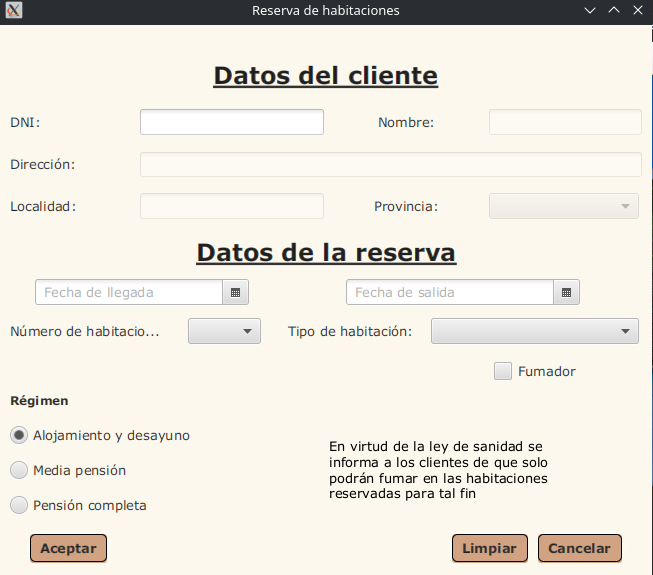 Reserva de habitaciones
Datos del cliente
DNI:
Nombre:
Dirección:
Localidad:
Provincia:
Datos de la reserva
Fecha de llegada
Fecha de salida
Número de habitacio...
Tipo de habitación:
Fumador
Régimen
Alojamiento y desayuno
Media pensión
Pensión completa
En virtud de la ley de sanidad se
informa a los clientes de que solo
podrán fumar en las habitaciones
reservadas para tal fin
Aceptar
Limpiar
Cancelar